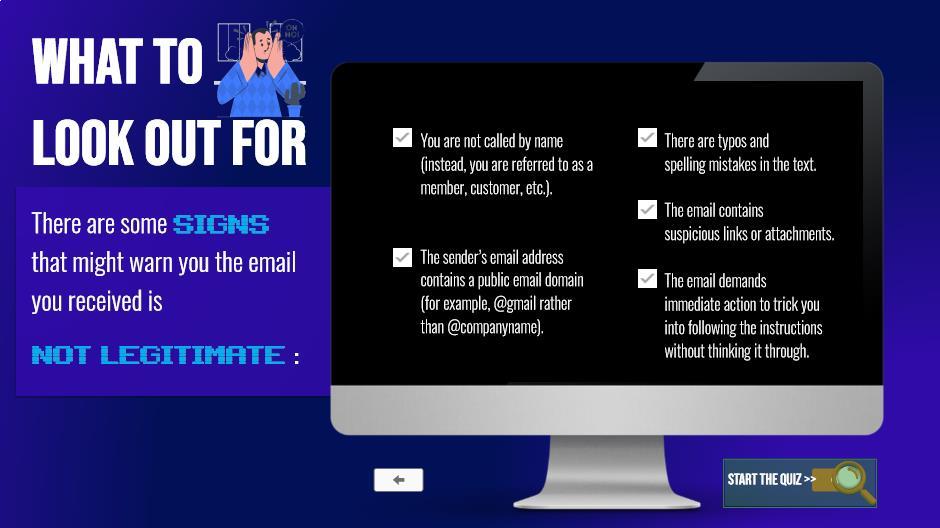 WHAT TO
OH
NO!
LOOK OUT FOR
There are some SIGNS
that might warn you the email
you received is
NOT LEGITIMATE :
You are not called by name
(instead, you are referred to as a
member, customer, etc.).
The sender's email address
contains a public email domain
(for example, @gmail rather
than @companyname).
There are typos and
spelling mistakes in the text.
The email contains
suspicious links or attachments.
The email demands
immediate action to trick you
into following the instructions
without thinking it through.
START THE QUIZ >>